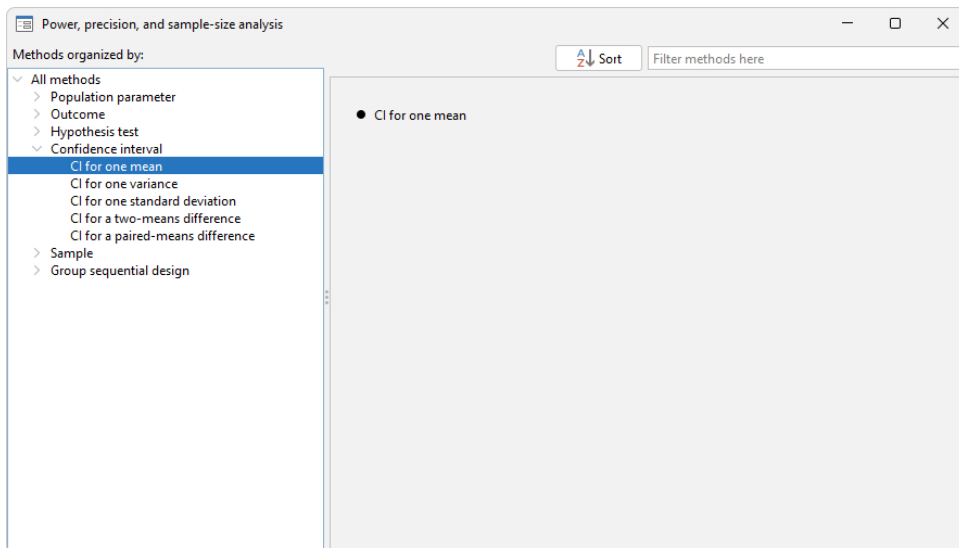 Power, precision, and sample-size analysis
Methods organized by:
Sort
Filter methods here
All methods
Population parameter
Outcome
Hypothesis test
Confidence interval
CI for one mean
CI for one variance
CI for one standard deviation
CI for a two-means difference
CI for a paired-means difference
Sample
Group sequential design
CI for one mean